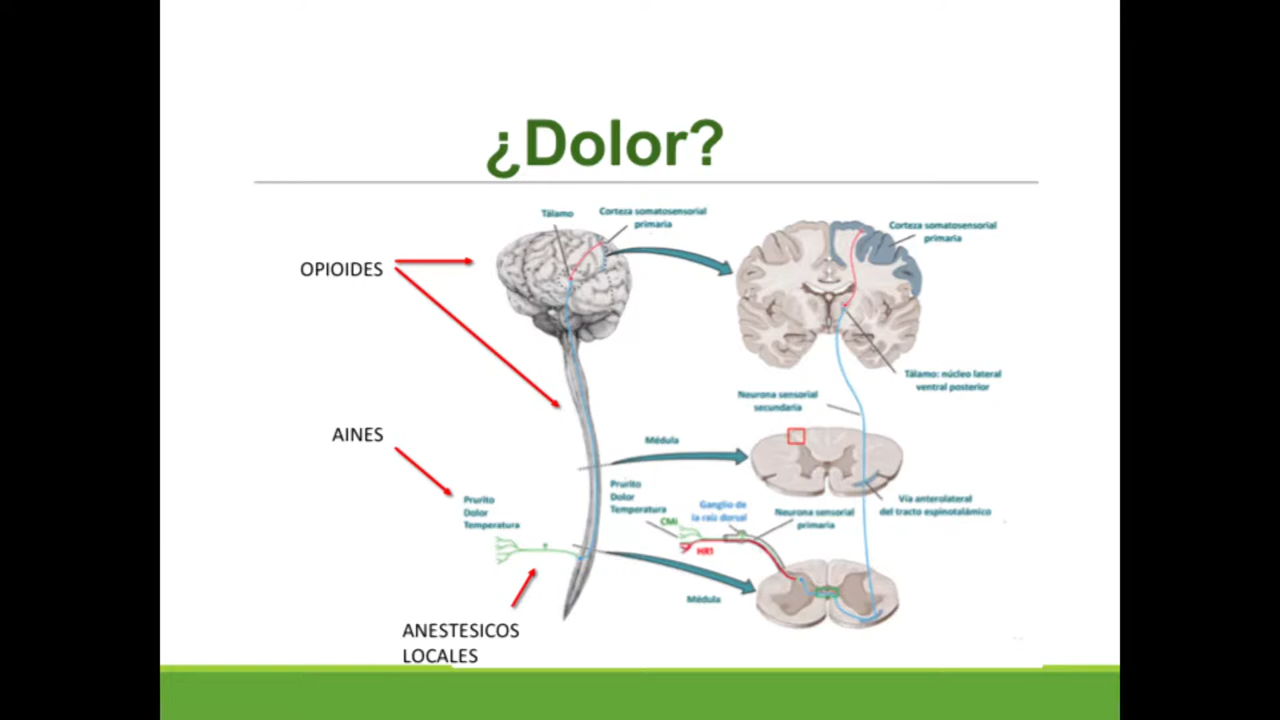 ¿Dolor?
Tálamo
Corteza somatosensorial
primaria
Corteza somatosensorial
primaria
OPIOIDES
Tálamo: núcleo lateral
ventral posterior
Neurona sensorial
secundaria
AINES
Médula
Prurito
Dolor
Temperatura
Prurito
Dolor
Temperatura
Ganglio de
la raíz dorsal
Neurona sensorial
primaria
Vía anterolateral
del tracto espinotalámico
CMi
HR1
Médula
ANESTESICOS
LOCALES